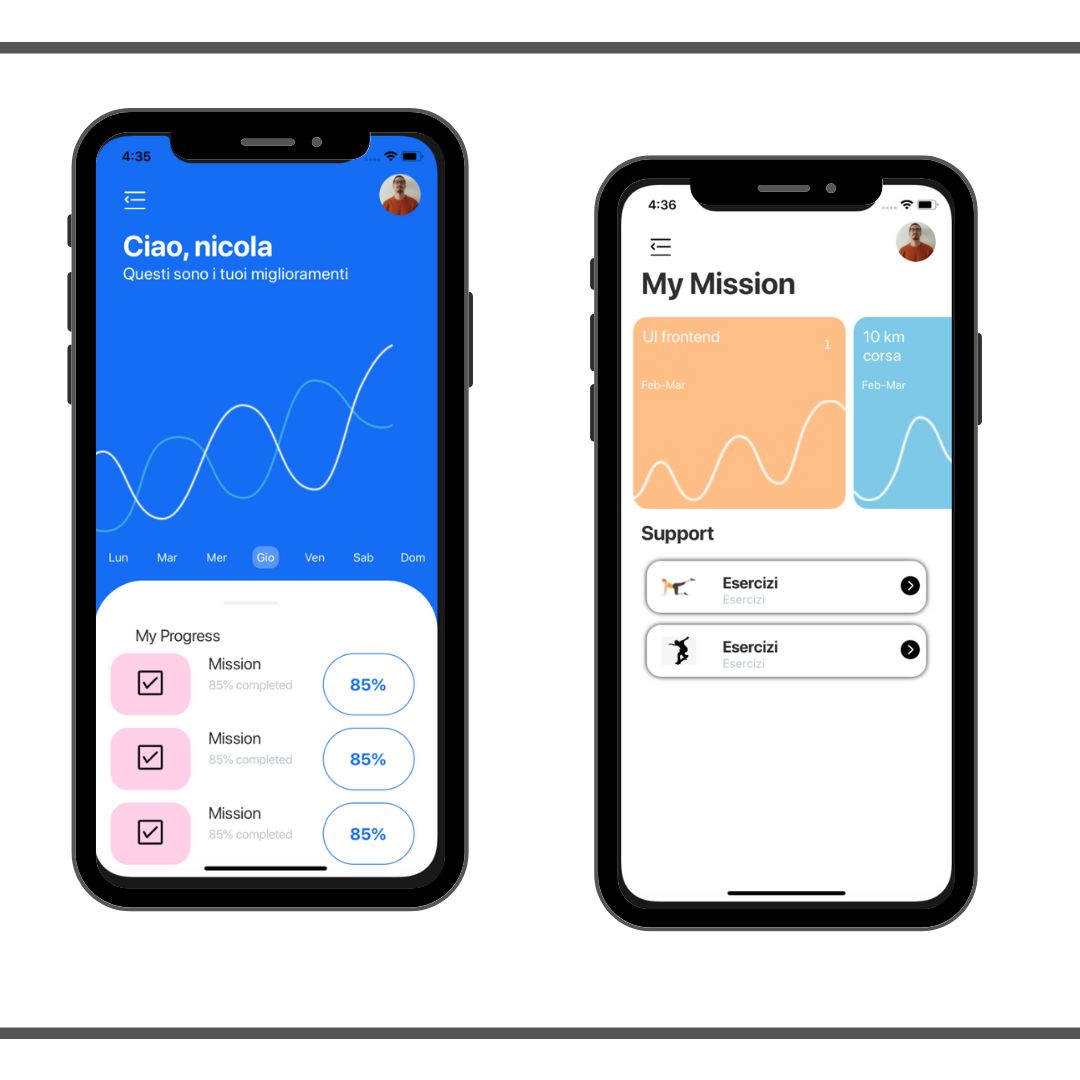 4:35
Ciao, nicola
Questi sono i tuoi miglioramenti
Lun Mar Mer Gio Ven Sab Dom
My Progress
Mission
85% completed
85%
Mission
85% completed
85%
Mission
85% completed
85%
4:36
My Mission
UI frontend
1
Feb-Mar
10 km
corsa
Feb-Mar
Support
Esercizi
Esercizi
Esercizi
Esercizi